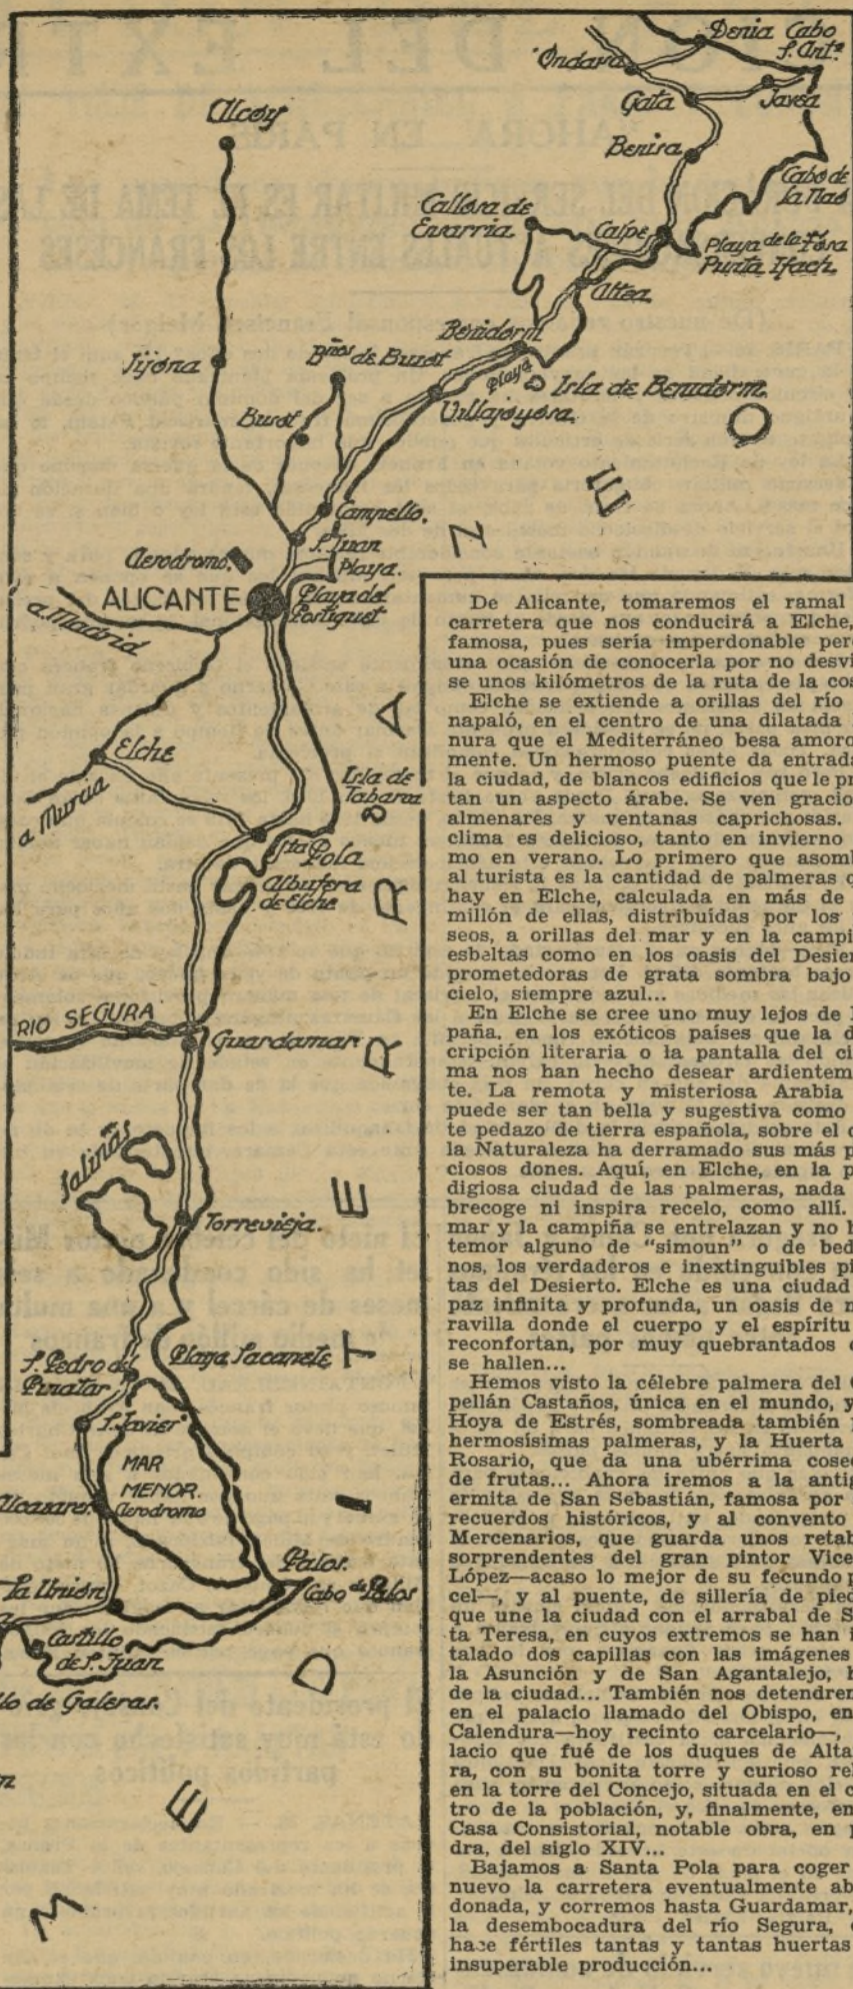 Denia
Cabo
S. Antº
Ondara
Gata
Javea
Alcoy
Benisa
Cabo de
la Nao
Callosa de
Ensarria
Calpe
Playa de la Fosa
Punta Ifach.
Altea
Benidorm
Jijona
Bños de Busot
Playa
Isla de Benidorm.
Busot
Villajoyosa
Campello.
S. Juan
Playa.
Aerodromo.
ALICANTE
Playa del
Postiguet
a Madrid
Elche
a Murcia
Isla de
Tabarca
Sta Pola
Albufera
de Elche
RIO SEGURA
Guardamar
Salinas
Torrevieja.
S. Pedro del
Pinatar
Playa Sacanete
S. Javier
MAR
MENOR.
Alcazares
Aerodromo
Palos.
Cabo de Palos
La Unión
Castillo
de S. Juan
llo de Galeras.
MEDITERRANEO
De Alicante, tomaremos el ramal
carretera que nos conducirá a Elche,
famosa, pues sería imperdonable per
una ocasión de conocerla por no desvi
se unos kilómetros de la ruta de la cos
Elche se extiende a orillas del río
napaló, en el centro de una dilatada
nura que el Mediterráneo besa amoro
mente. Un hermoso puente da entrada
la ciudad, de blancos edificios que le pr
tan un aspecto árabe. Se ven gracio
almenares y ventanas caprichosas.
clima es delicioso, tanto en invierno
mo en verano. Lo primero que asomb
al turista es la cantidad de palmeras q
hay en Elche, calculada en más de
millón de ellas, distribuídas por los
seos, a orillas del mar y en la campi
esbeltas como en los oasis del Desier
prometedoras de grata sombra bajo
cielo, siempre azul...
En Elche se cree uno muy lejos de
paña, en los exóticos países que la d
cripción literaria o la pantalla del ci
ma nos han hecho desear ardientem
te. La remota y misteriosa Arabia
puede ser tan bella y sugestiva como
te pedazo de tierra española, sobre el c
la Naturaleza ha derramado sus más p
ciosos dones. Aquí, en Elche, en la p
digiosa ciudad de las palmeras, nada
brecoge ni inspira recelo, como allí.
mar y la campiña se entrelazan y no h
temor alguno de "simoun" o de bed
nos, los verdaderos e inextinguibles pi
tas del Desierto. Elche es una ciudad
paz infinita y profunda, un oasis de m
ravilla donde el cuerpo y el espíritu
reconfortan, por muy quebrantados
se hallen...
Hemos visto la célebre palmera del
pellán Castaños, única en el mundo, y
Hoya de Estrés, sombreada también
hermosísimas palmeras, y la Huerta
Rosario, que da una ubérrima cosec
de frutas... Ahora iremos a la antig
ermita de San Sebastián, famosa por
recuerdos históricos, y al convento
Mercenarios, que guarda unos retab
sorprendentes del gran pintor Vice
López—acaso lo mejor de su fecundo p
cel—, y al puente, de sillería de pied
que une la ciudad con el arrabal de S
ta Teresa, en cuyos extremos se han i
talado dos capillas con las imágenes
la Asunción y de San Agantalejo, h
de la ciudad... También nos detendre
en el palacio llamado del Obispo, en
Calendura—hoy recinto carcelario—,
lacio que fué de los duques de Alta
ra, con su bonita torre y curioso re
en la torre del Concejo, situada en el c
tro de la población, y, finalmente, en
Casa Consistorial, notable obra, en p
dra, del siglo XIV...
Bajamos a Santa Pola para coger
nuevo la carretera eventualmente ab
donada, y corremos hasta Guardamar,
la desembocadura del río Segura,
hace fértiles tantas y tantas huertas
insuperable producción...